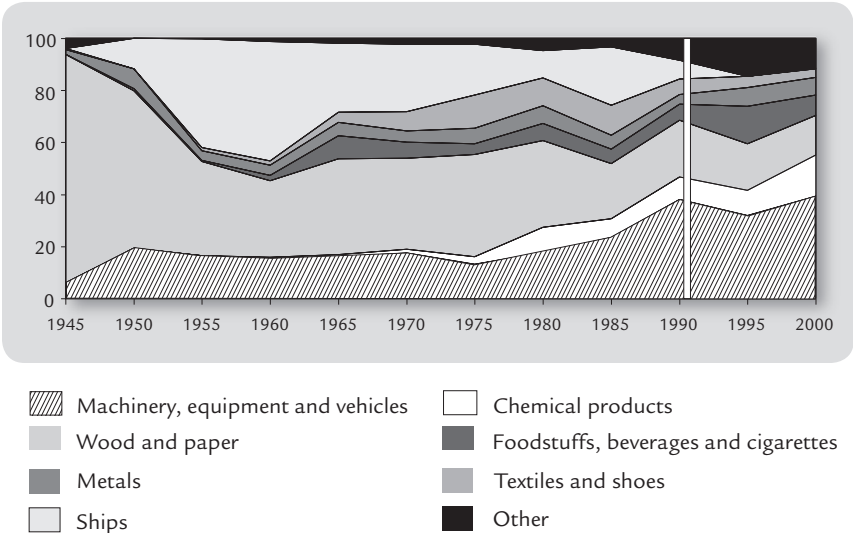 100
80
60
40
20
0
1945 1950 1955 1960 1965 1970 1975 1980 1985 1990 1995 2000
Machinery, equipment and vehicles
Chemical products
Wood and paper
Foodstuffs, beverages and cigarettes
Metals
Textiles and shoes
Ships
Other